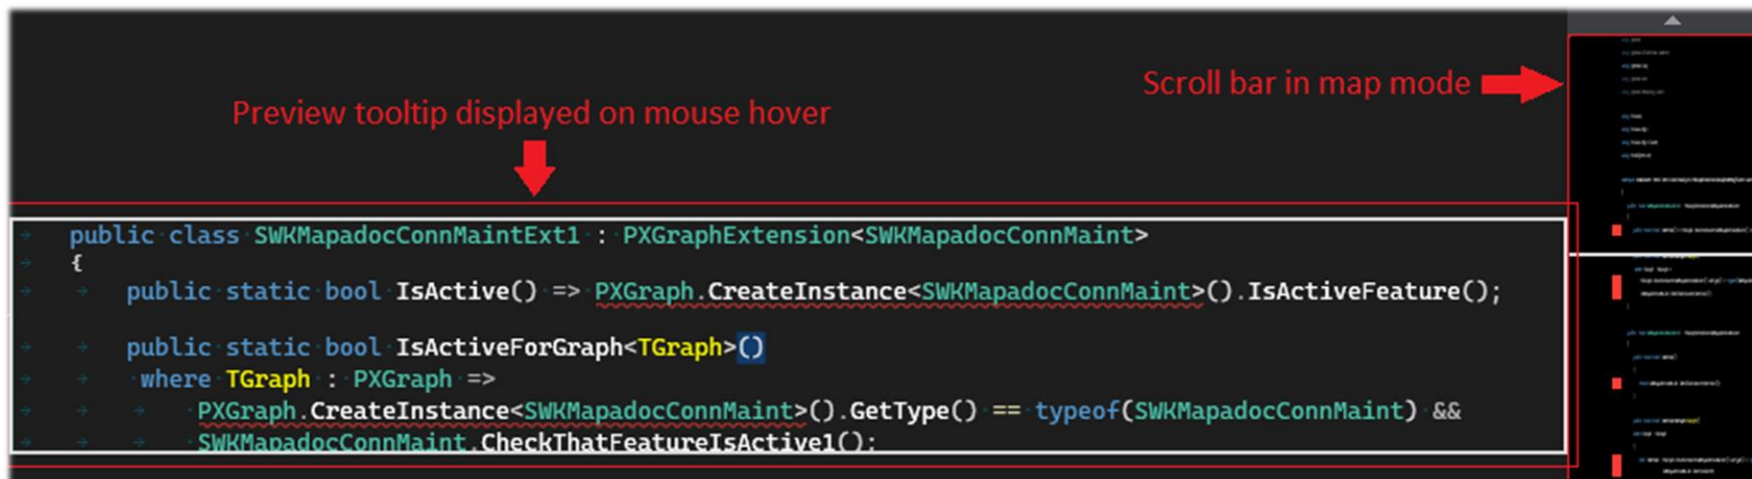 Scroll bar in map mode
Preview tooltip displayed on mouse hover
public class SWKMapadocConnMaintExt1 : PXGraphExtension<SWKMapadocConnMaint>
{
public static bool IsActive() => PXGraph.CreateInstance<SWKMapadocConnMaint>().IsActiveFeature();
public static bool IsActiveForGraph<TGraph>()
where TGraph : PXGraph =>
PXGraph.CreateInstance<SWKMapadocConnMaint>().GetType() == typeof(SWKMapadocConnMaint) &&
SWKMapadocConnMaint.CheckThatFeatureIsActive1();